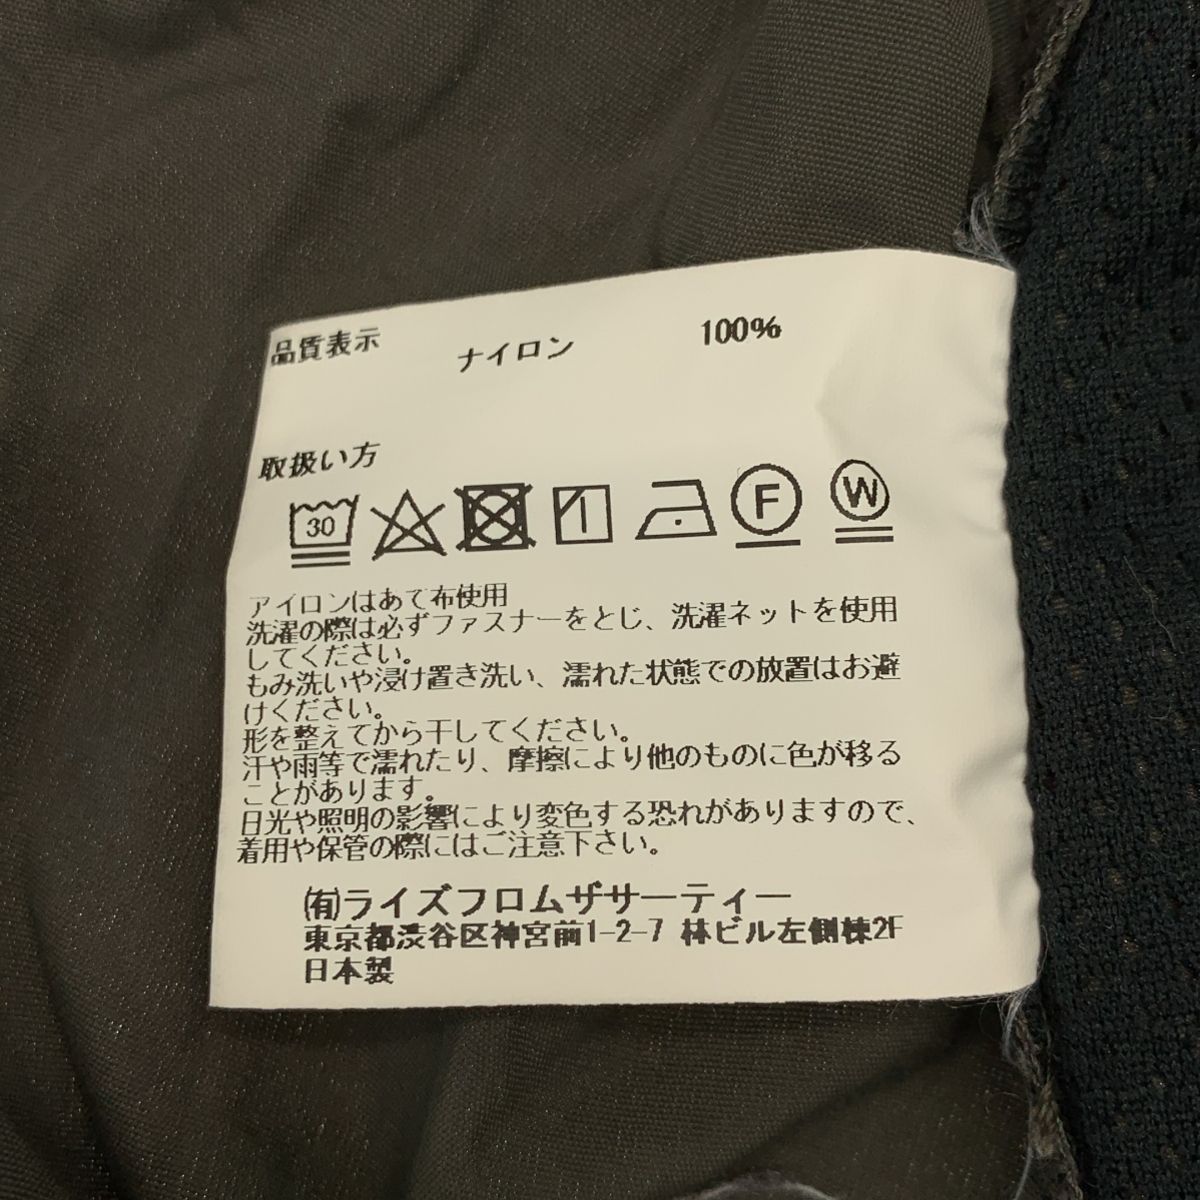 品質表示 ナイロン 100%
取扱い方
30 F W
アイロンはあて布使用
洗濯の際は必ずファスナーをとじ、洗濯ネットを使用
してください。
もみ洗いや浸け置き洗い、濡れた状態での放置はお避
けください。
形を整えてから干してください。
汗や雨等で濡れたり、摩擦により他のものに色が移る
ことがあります。
日光や照明の影響により変色する恐れがありますので、
着用や保管の際にはご注意下さい。
㈲ライズフロムザサーティー
東京都渋谷区神宮前1-2-7 林ビル左側棟2F
日本製